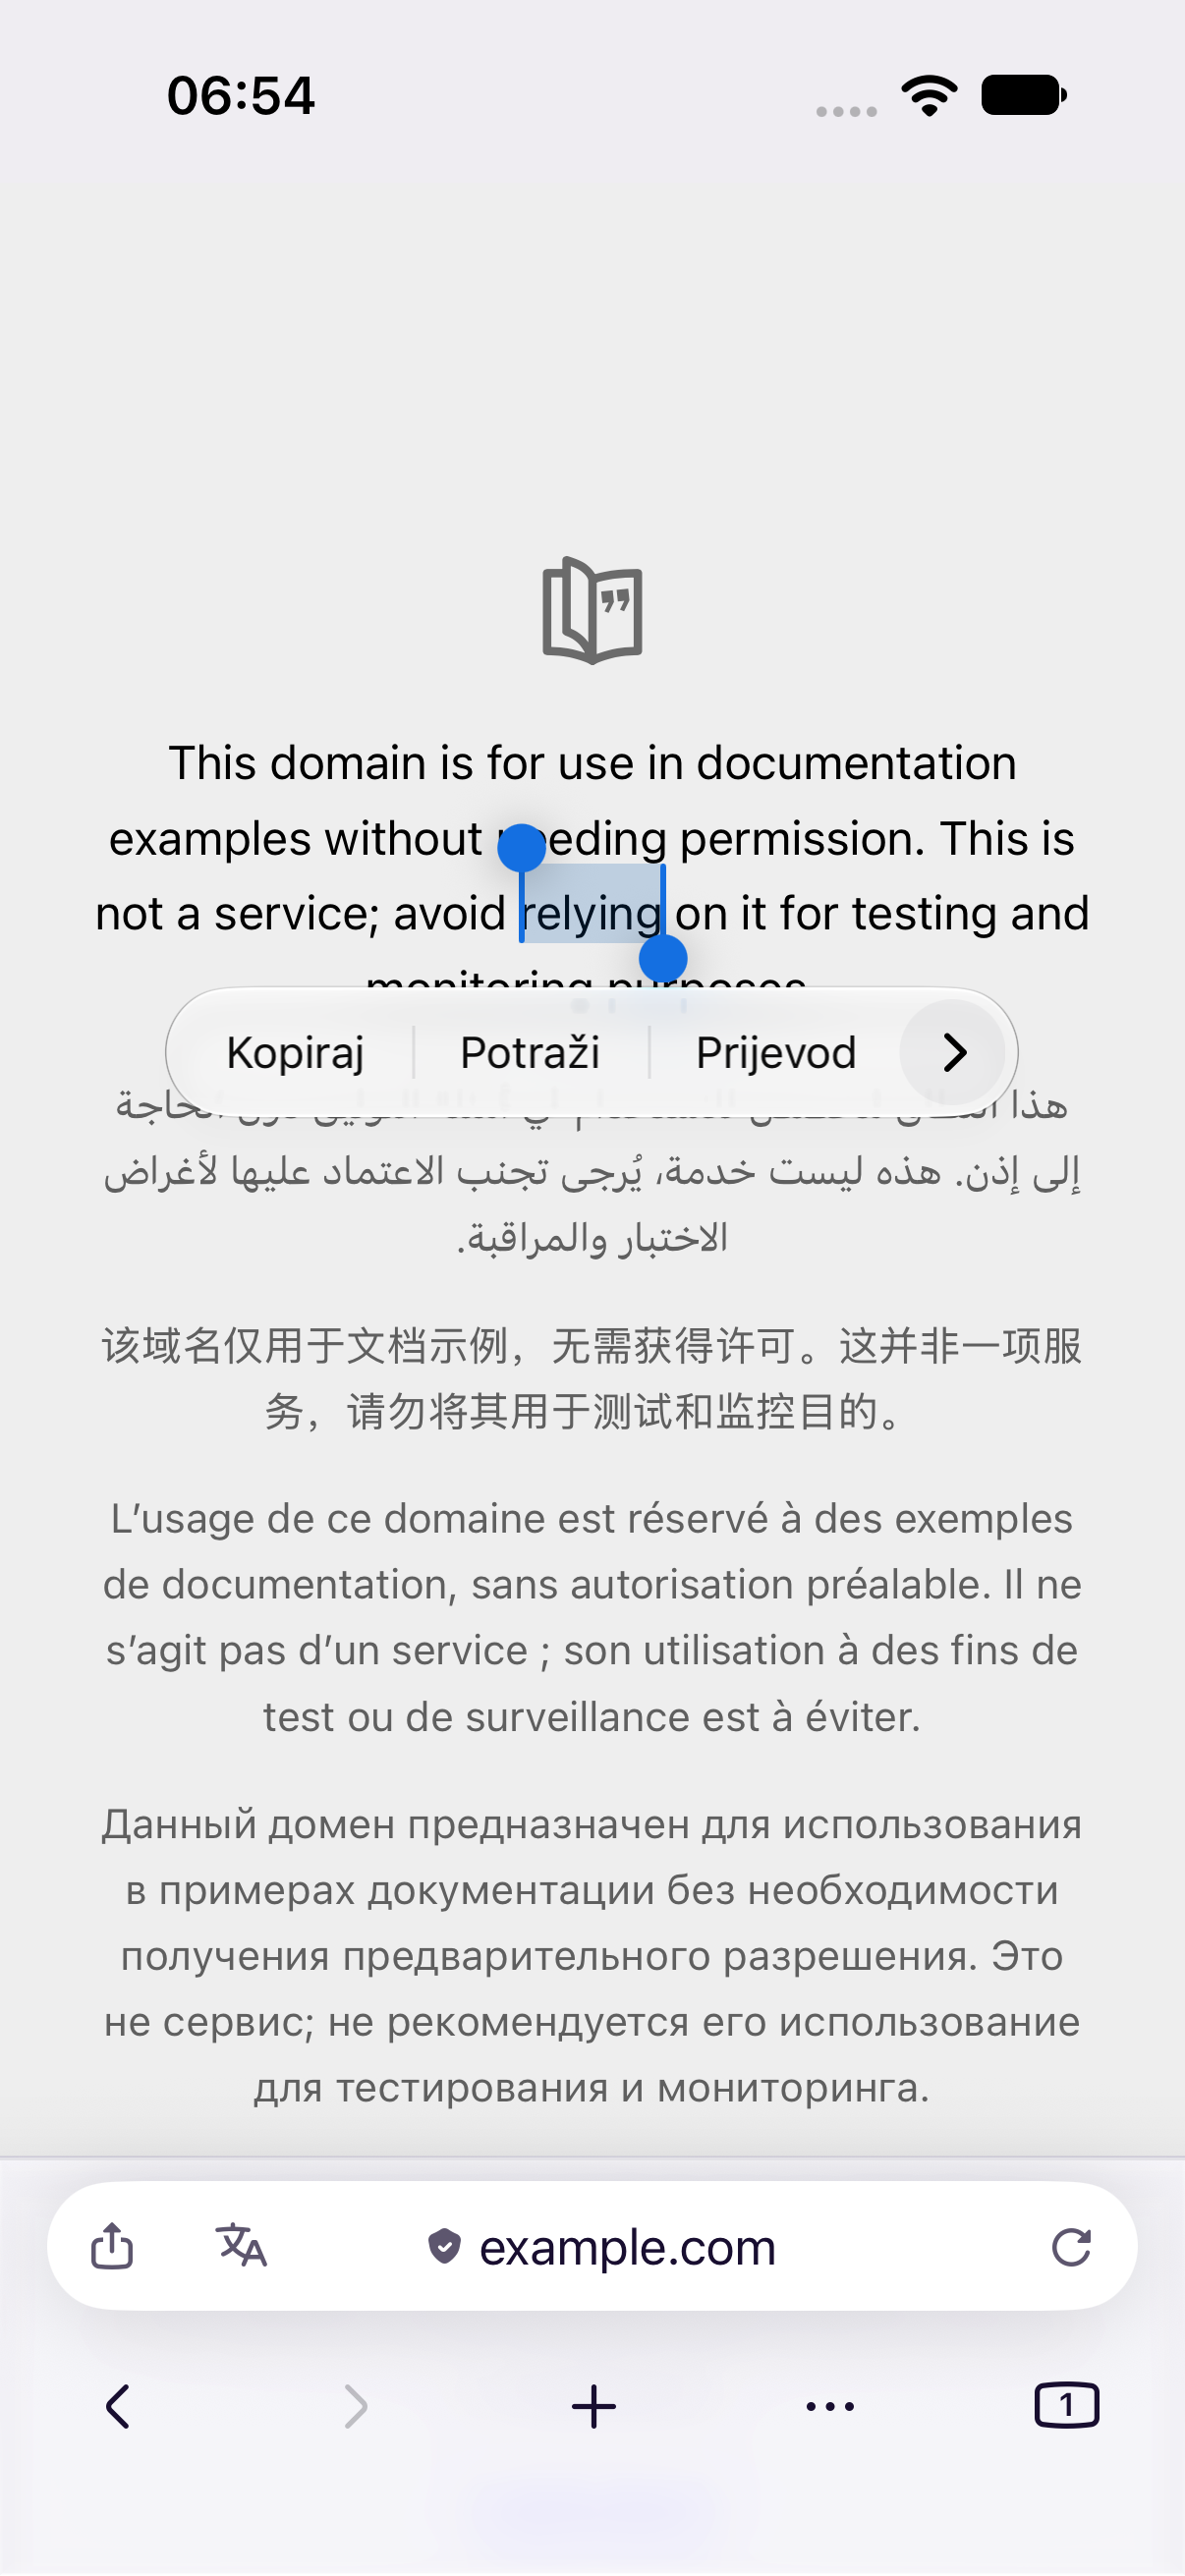 06:54
This domain is for use in documentation
examples without needing permission. This is
not a service; avoid relying on it for testing and
monitoring purposes.
Kopiraj
Potraži
Prijevod
هذا الحاجة
إلى إذن. هذه ليست خدمة، يُرجى تجنب الاعتماد عليها لأغراض
الاختبار والمراقبة.
该域名仅用于文档示例，无需获得许可。这并非一项服
务，请勿将其用于测试和监控目的。
L’usage de ce domaine est réservé à des exemples
de documentation, sans autorisation préalable. Il ne
s’agit pas d’un service ; son utilisation à des fins de
test ou de surveillance est à éviter.
Данный домен предназначен для использования
в примерах документации без необходимости
получения предварительного разрешения. Это
не сервис; не рекомендуется его использование
для тестирования и мониторинга.
example.com
1